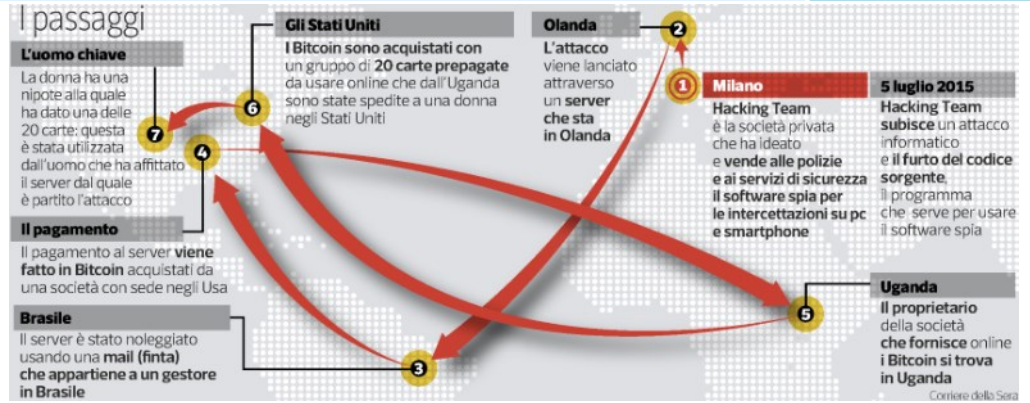 I passaggi
L'uomo chiave
La donna ha una
nipote alla quale
ha dato una delle
20 carte: questa
è stata utilizzata
dall'uomo che ha affittato
il server dal quale
è partito l'attacco
7
6
4
Gli Stati Uniti
I Bitcoin sono acquistati con
un gruppo di 20 carte prepagate
da usare online che dall'Uganda
sono state spedite a una donna
negli Stati Uniti
Olanda
L'attacco
viene lanciato
attraverso
un server
che sta
in Olanda
2
1
Milano
Hacking Team
è la società privata
che ha ideato
e vende alle polizie
e ai servizi di sicurezza
il software spia per
le intercettazioni su pc
e smartphone
5 luglio 2015
Hacking Team
subisce un attacco
informatico
e il furto del codice
sorgente,
il programma
che serve per usare
il software spia
Il pagamento
Il pagamento al server viene
fatto in Bitcoin acquistati da
una società con sede negli Usa
Brasile
Il server è stato noleggiato
usando una mail (finta)
che appartiene a un gestore
in Brasile
3
5
Uganda
Il proprietario
della società
che fornisce online
i Bitcoin si trova
in Uganda
Corriere della Sera